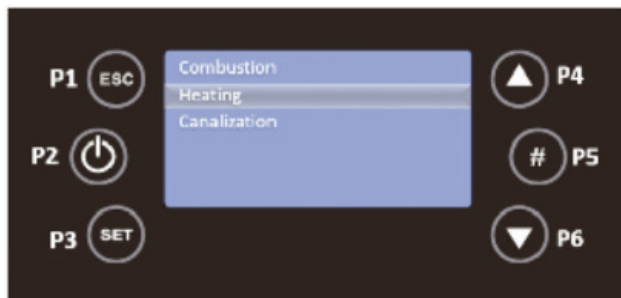 P1 ESC
Combustion
Heating
Canalization
P4
P2
# P5
P3 SET
P6